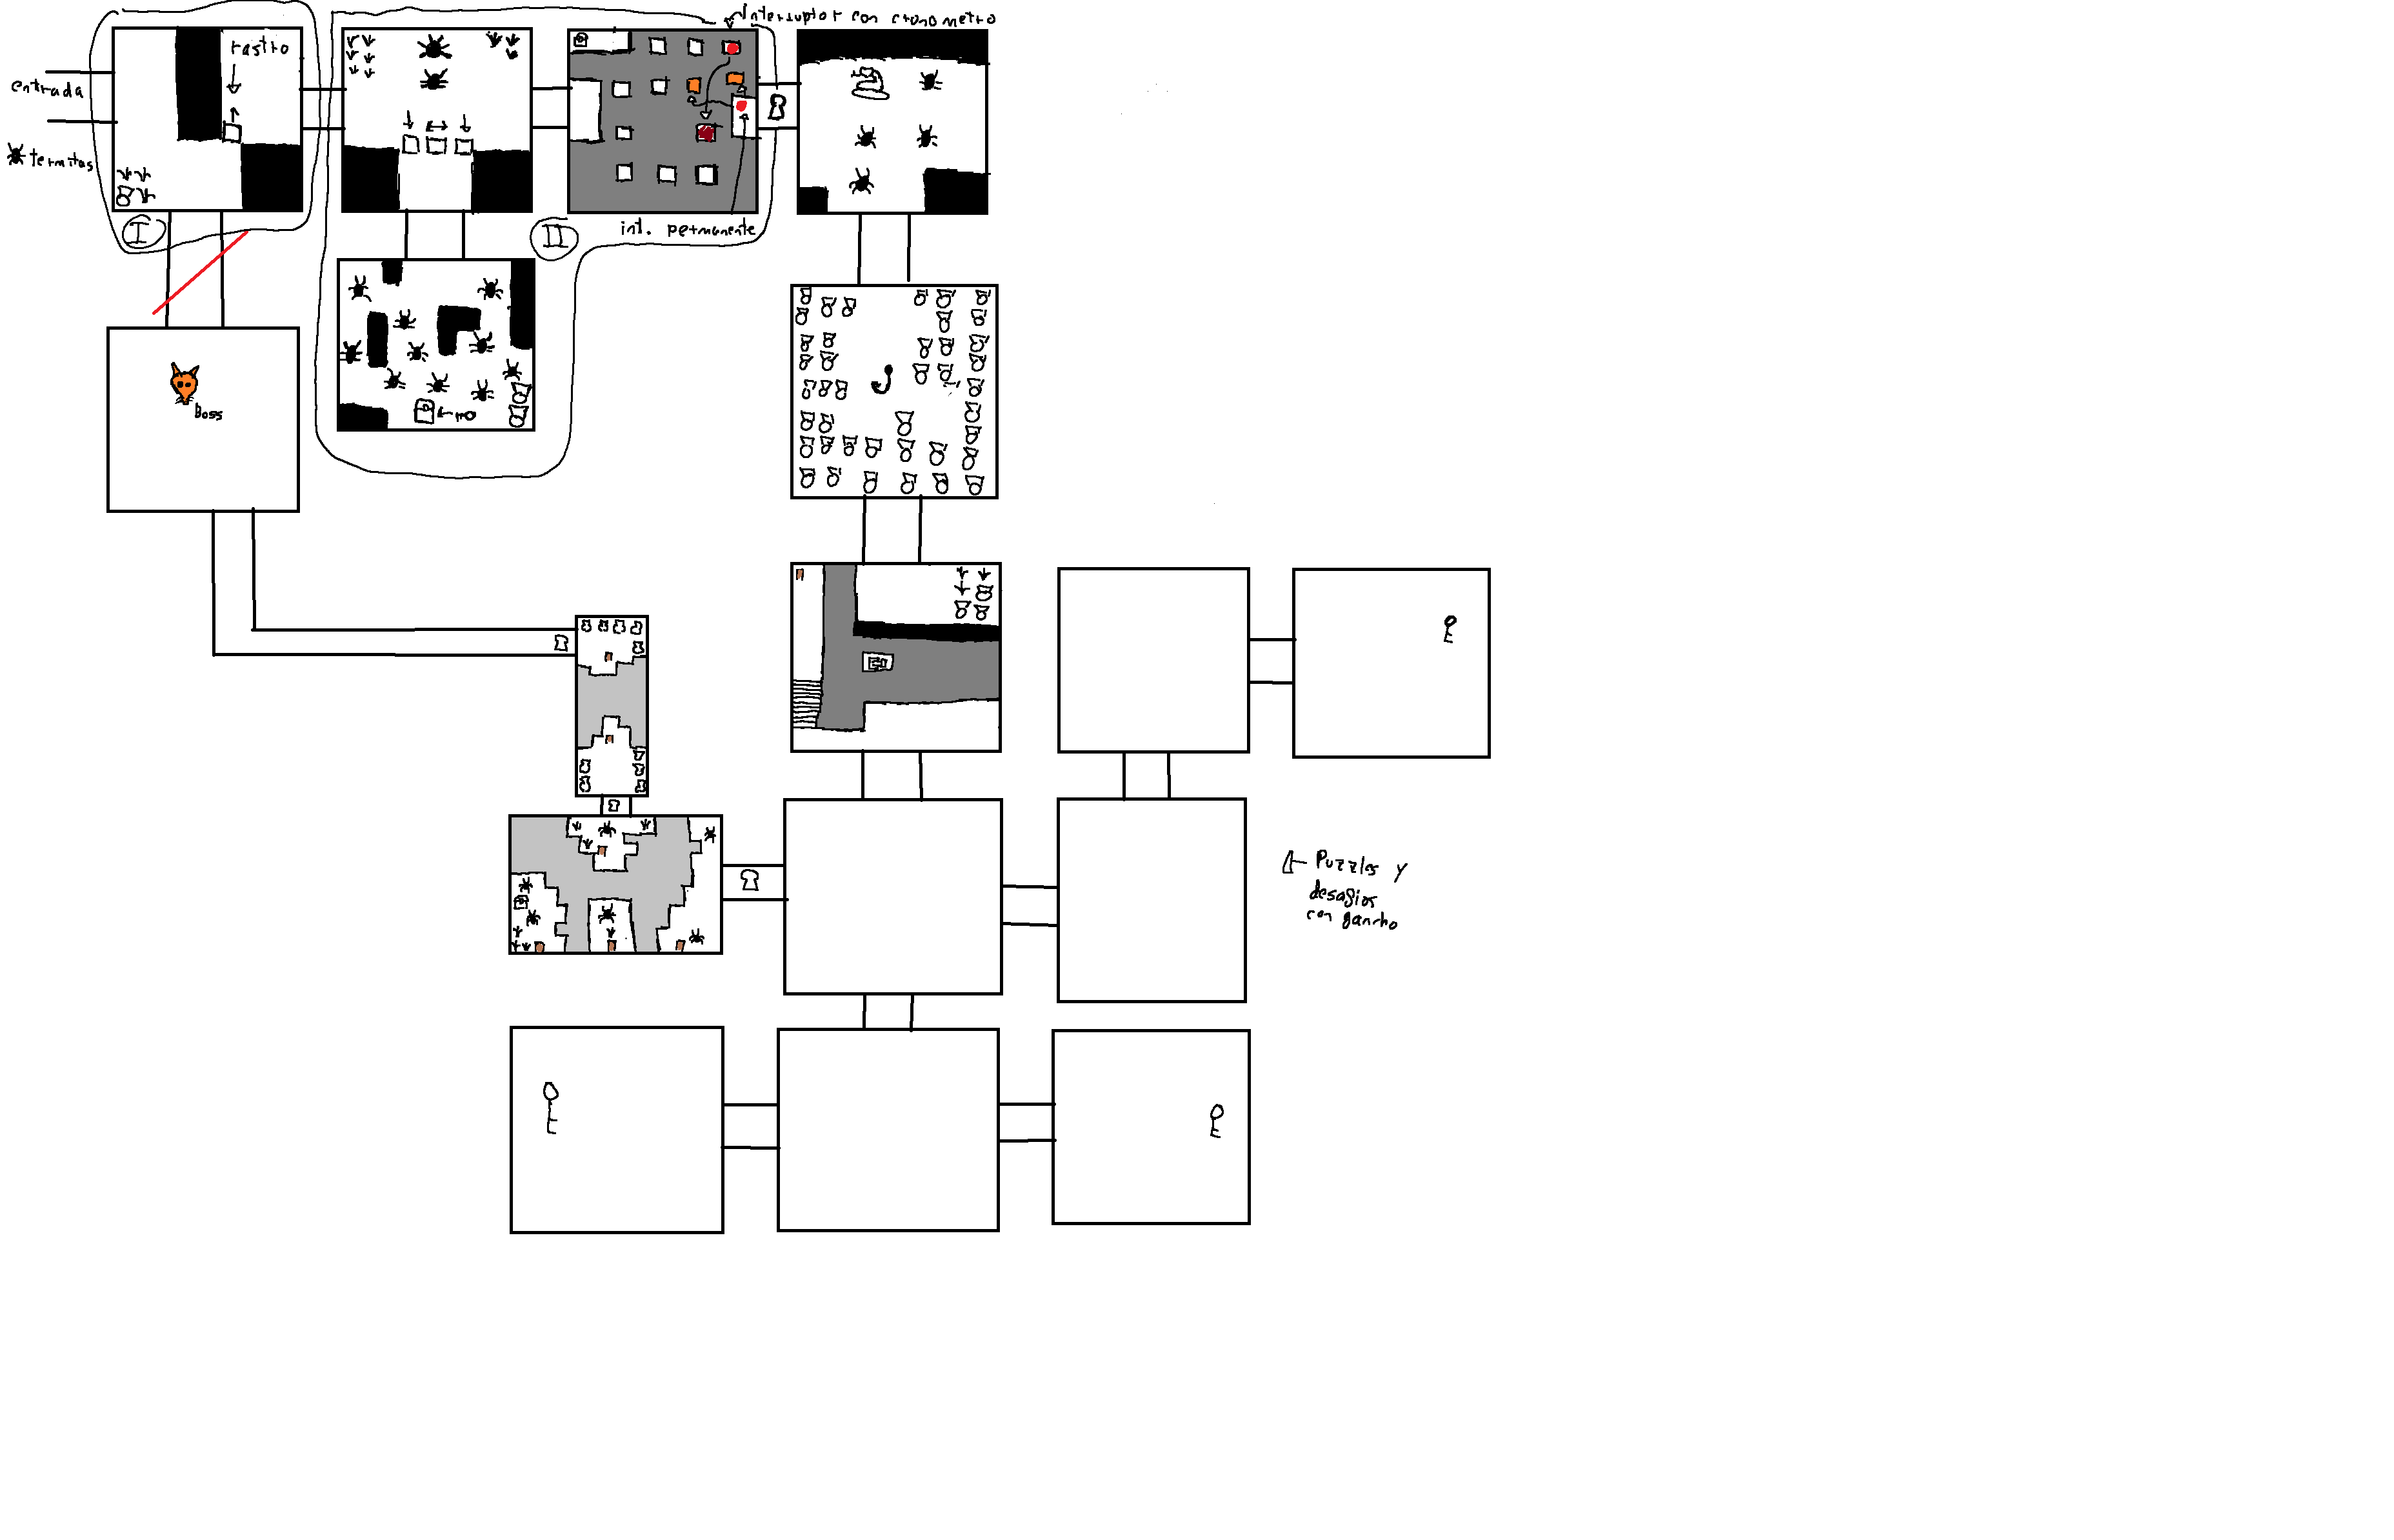 Interruptor con cronometro
rastro
entrada
termitas
I
II
int. permanente
Boss
Puzzles y
desafios
con gancho